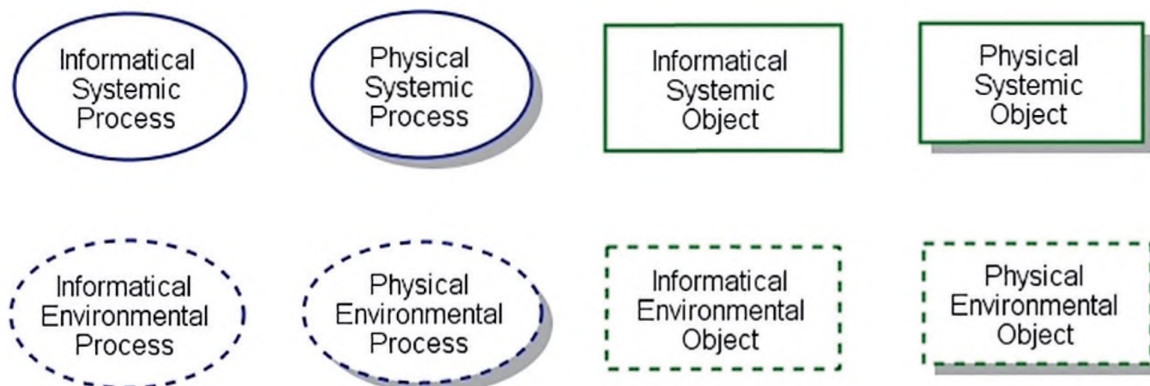 Informatical
Systemic
Process
Physical
Systemic
Process
Informatical
Systemic
Object
Physical
Systemic
Object
Informatical
Environmental
Process
Physical
Environmental
Process
Informatical
Environmental
Object
Physical
Environmental
Object